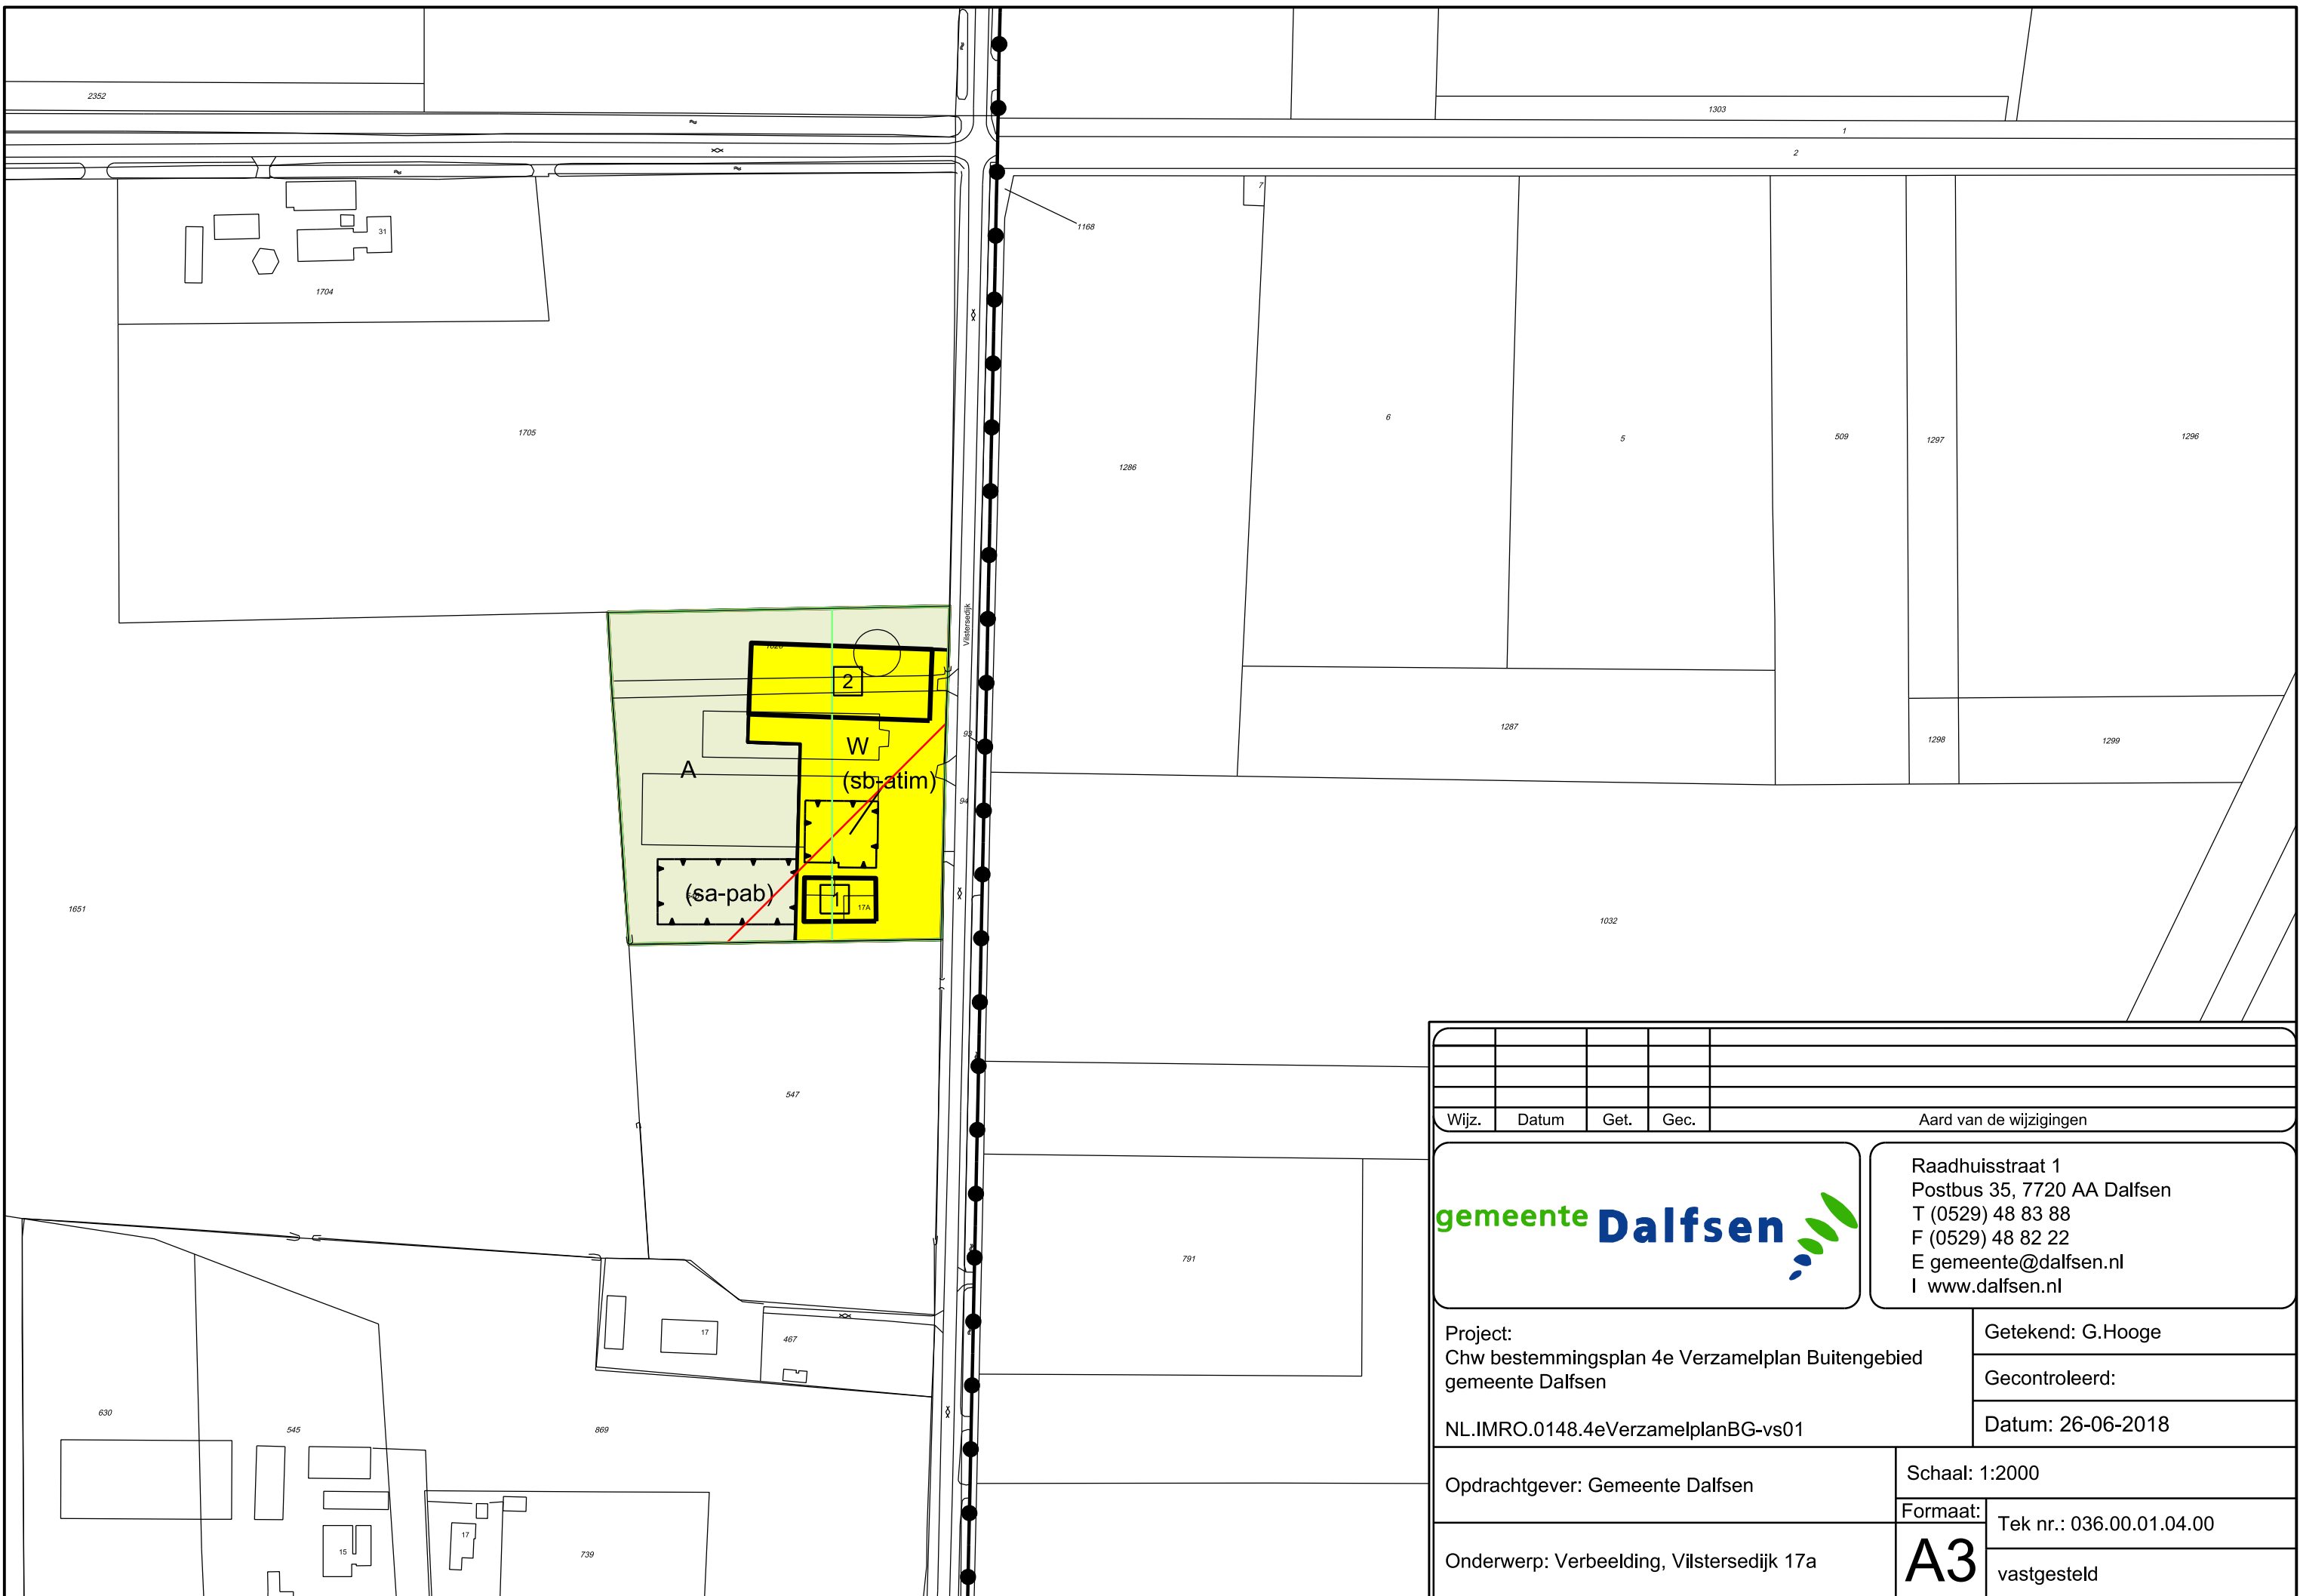 2352
1303
1
2
7
1168
31
1704
1705
6
5
509
1297
1296
1286
Vilstersedijk
2
1287
1298
1299
93
W
A
(sb-atim)
94
(sa-pab)
1
17A
1651
1032
547
791
17
467
630
545
869
17
15
739
Wijz. Datum Get. Gec. Aard van de wijzigingen
gemeente Dalfsen
Raadhuisstraat 1
Postbus 35, 7720 AA Dalfsen
T (0529) 48 83 88
F (0529) 48 82 22
E gemeente@dalfsen.nl
I www.dalfsen.nl
Project:
Chw bestemmingsplan 4e Verzamelplan Buitengebied
gemeente Dalfsen
NL.IMRO.0148.4eVerzamelplanBG-vs01
Getekend: G.Hooge
Gecontroleerd:
Datum: 26-06-2018
Opdrachtgever: Gemeente Dalfsen
Schaal: 1:2000
Formaat:
A3
Tek nr.: 036.00.01.04.00
Onderwerp: Verbeelding, Vilstersedijk 17a
vastgesteld